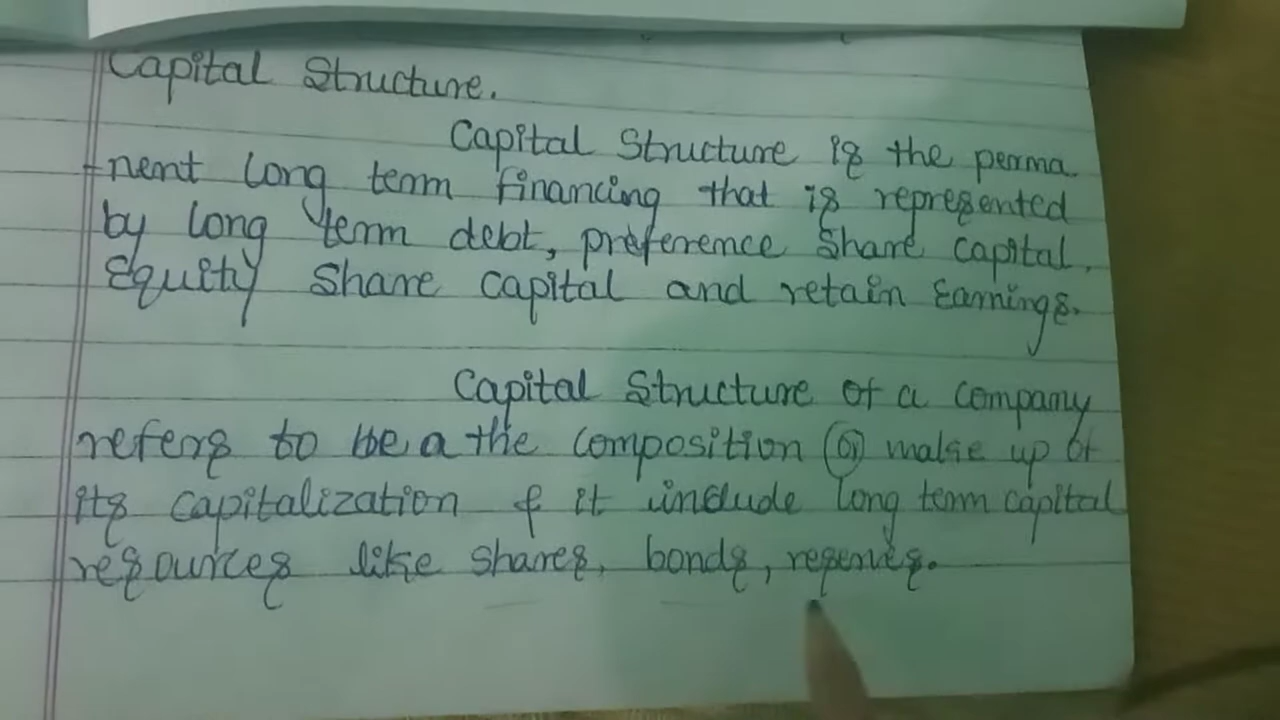 Capital Structure.
Capital Structure is the perma
-nent long term financing that is represented
by long term debt, preference share capital,
Equity share capital and retain Earnings.
Capital Structure of a company
refers to be a the composition (or) make up of
its capitalization & it include long term capital
resources like shares, bonds,